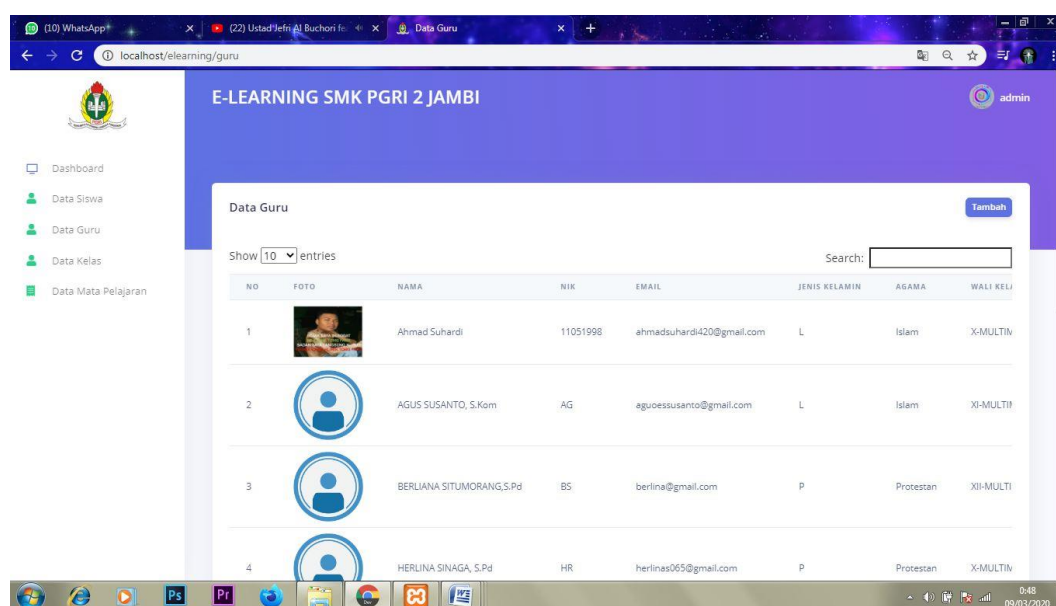 (10) WhatsApp
(22) Ustad Jefri Al Buchori fe
Data Guru
localhost/elearning/guru
E-LEARNING SMK PGRI 2 JAMBI
admin
Dashboard
Data Siswa
Data Guru
Data Kelas
Data Mata Pelajaran
Data Guru
Tambah
Show 10 entries
Search:
NO FOTO NAMA NIK EMAIL JENIS KELAMIN AGAMA WALI KELA
1 Ahmad Suhardi 11051998 ahmadsuhardi420@gmail.com L Islam X-MULTIM
2 AGUS SUSANTO, S.Kom AG aguoessusanto@gmail.com L Islam XI-MULTIM
3 BERLIANA SITUMORANG,S.Pd BS berlina@gmail.com P Protestan XII-MULTI
4 HERLINA SINAGA, S.Pd HR herlinas065@gmail.com P Protestan X-MULTIM
Ps
Pr
0:48
09/03/2020